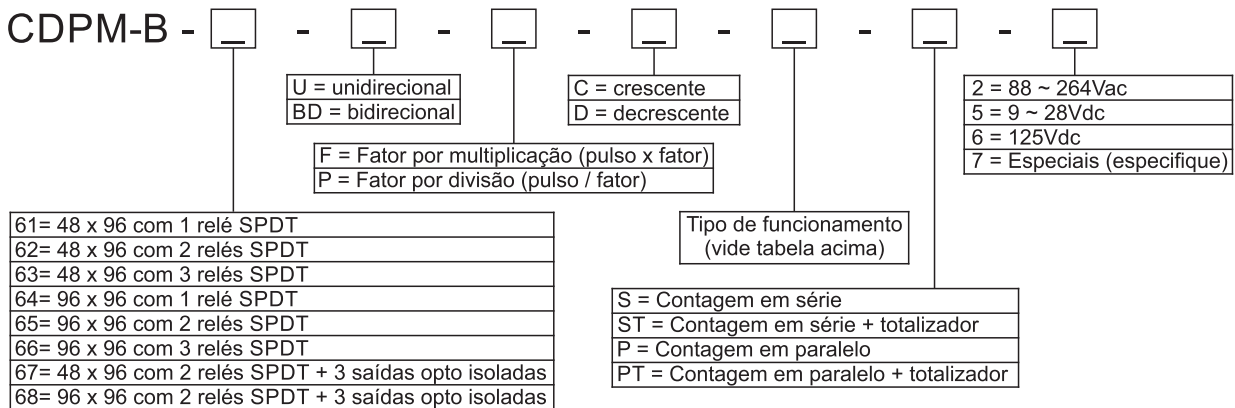 CDPM-B - _ - _ - _ - _ - _ - _ - _
U = unidirecional
BD = bidirecional
C = crescente
D = decrescente
2 = 88 ~ 264Vac
5 = 9 ~ 28Vdc
6 = 125Vdc
7 = Especiais (especifique)
F = Fator por multiplicação (pulso x fator)
P = Fator por divisão (pulso / fator)
61= 48 x 96 com 1 relé SPDT
62= 48 x 96 com 2 relés SPDT
63= 48 x 96 com 3 relés SPDT
64= 96 x 96 com 1 relé SPDT
65= 96 x 96 com 2 relés SPDT
66= 96 x 96 com 3 relés SPDT
67= 48 x 96 com 2 relés SPDT + 3 saídas opto isoladas
68= 96 x 96 com 2 relés SPDT + 3 saídas opto isoladas
Tipo de funcionamento
(vide tabela acima)
S = Contagem em série
ST = Contagem em série + totalizador
P = Contagem em paralelo
PT = Contagem em paralelo + totalizador